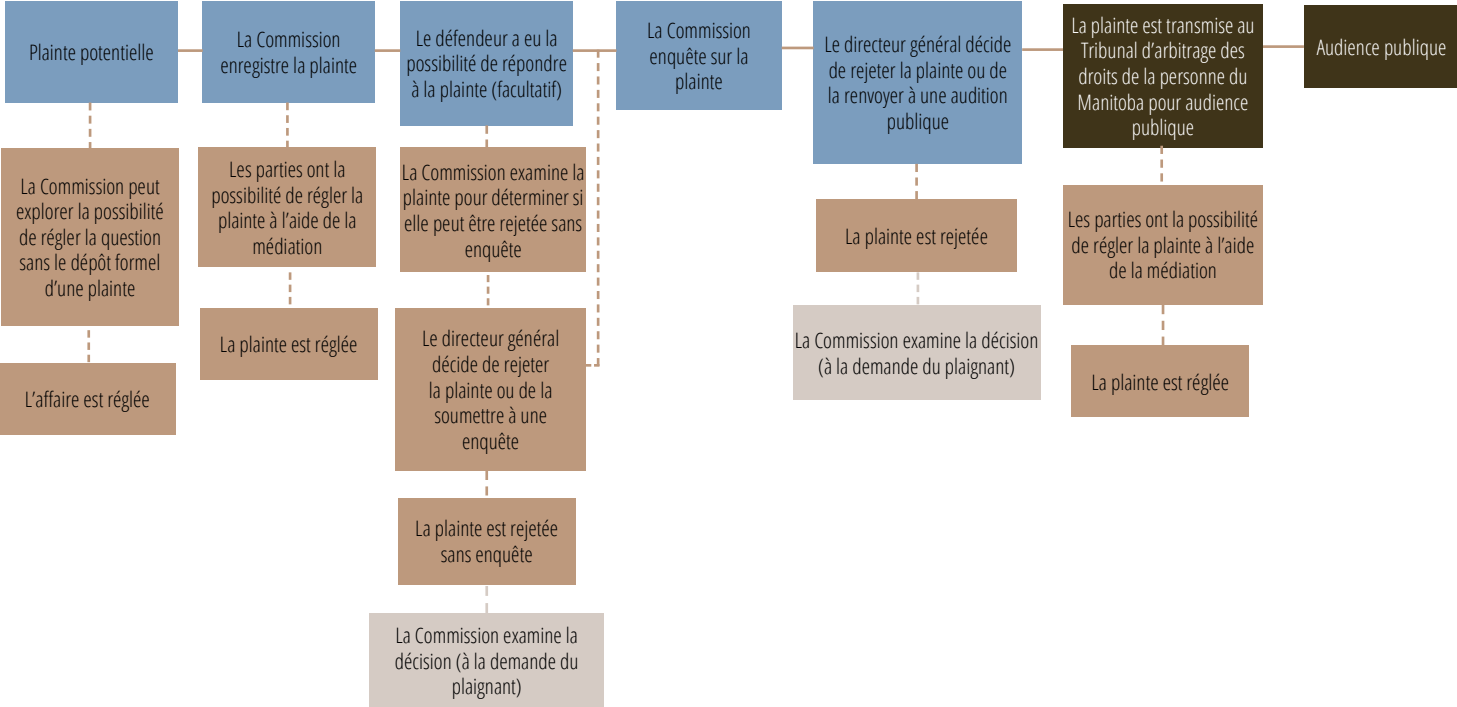 Plainte potentielle
La Commission
enregistre la plainte
Le défendeur a eu la
possibilité de répondre
à la plainte (facultatif)
La Commission
enquête sur la
plainte
Le directeur général décide
de rejeter la plainte ou de
la renvoyer à une audition
publique
La plainte est transmise au
Tribunal d'arbitrage des
droits de la personne du
Manitoba pour audience
publique
Audience publique
La Commission peut
explorer la possibilité
de régler la question
sans le dépôt formel
d'une plainte
L'affaire est réglée
Les parties ont la
possibilité de régler la
plainte à l'aide de la
médiation
La plainte est réglée
La Commission examine la
plainte pour déterminer si
elle peut être rejetée sans
enquête
Le directeur général
décide de rejeter
la plainte ou de la
soumettre à une
enquête
La plainte est rejetée
sans enquête
La Commission examine la
décision (à la demande du
plaignant)
La plainte est rejetée
La Commission examine la décision
(à la demande du plaignant)
Les parties ont la possibilité
de régler la plainte à l'aide
de la médiation
La plainte est réglée